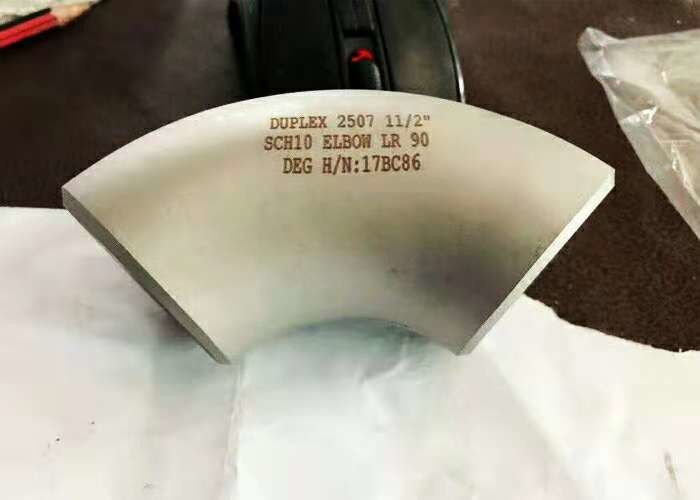 DUPLEX 2507 11/2"
SCH10 ELBOW LR 90
DEG H/N:17BC86